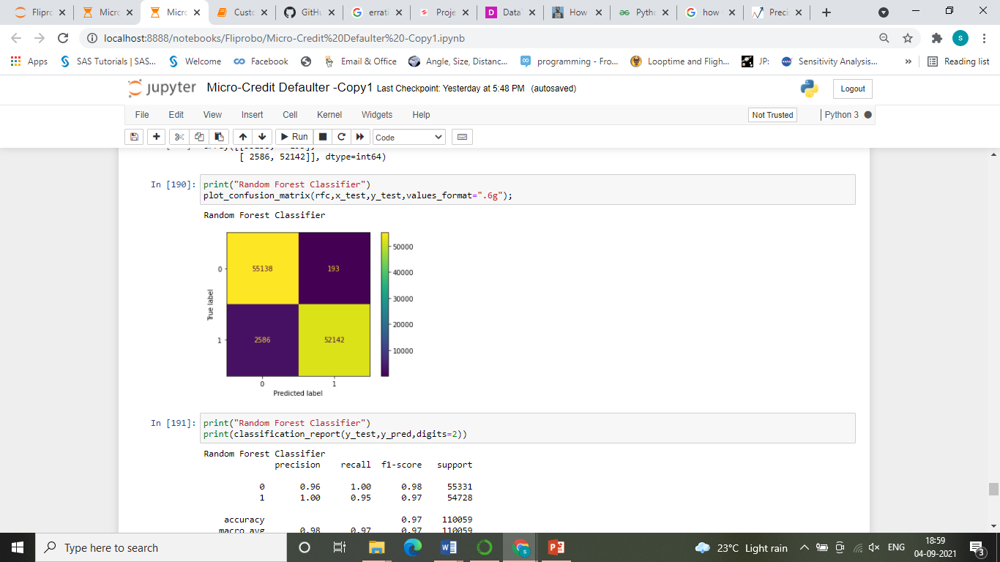 Flipro
Micro
Micro
Custo
GitHu
errati
Proje
DataT
How
Pytho
how
Preci
localhost:8888/notebooks/Fliprobo/Micro-Credit%20Defaulter%20-Copy1.ipynb
Apps SAS Tutorials | SAS... Welcome Facebook Email & Office Angle, Size, Distanc... programming - Fro... Looptime and Fligh... JP: Sensitivity Analysis... » Reading list
jupyter Micro-Credit Defaulter -Copy1 Last Checkpoint: Yesterday at 5:48 PM (autosaved) Logout
File Edit View Insert Cell Kernel Widgets Help Not Trusted Python 3
Run Code
[ 2586, 52142]], dtype=int64)
In [190]: print("Random Forest Classifier")
plot_confusion_matrix(rfc,x_test,y_test,values_format=".6g");
Random Forest Classifier
50000
0 55138 193
40000
30000
True label
20000
1 2586 52142
10000
0 1
Predicted label
In [191]: print("Random Forest Classifier")
print(classification_report(y_test,y_pred,digits=2))
Random Forest Classifier
precision recall f1-score support
0 0.96 1.00 0.98 55331
1 1.00 0.95 0.97 54728
accuracy 0.97 110059
macro avg 0.98 0.97 0.97 110059
Type here to search 23°C Light rain ENG 18:59
04-09-2021 3